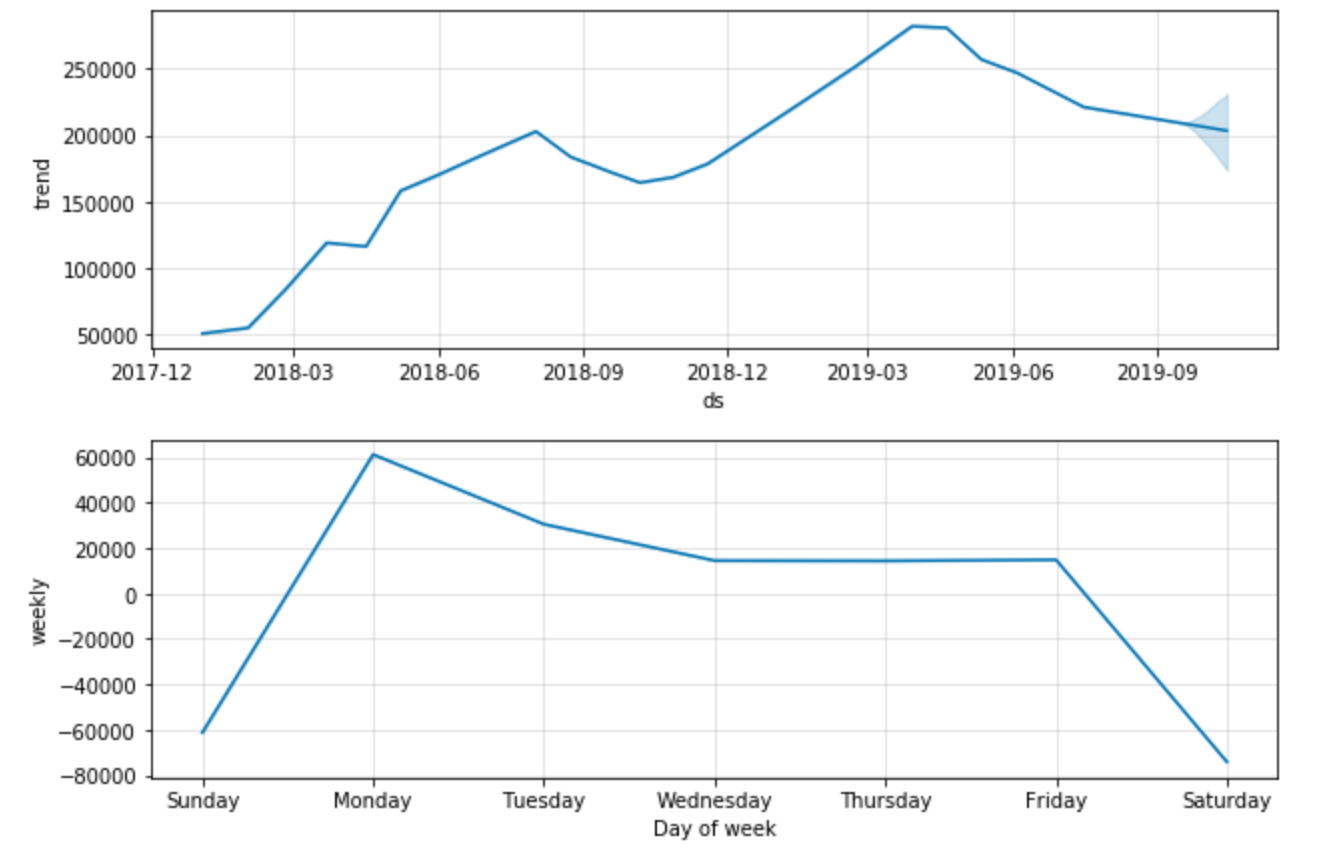 250000
200000
150000
100000
50000
trend
2017-12 2018-03 2018-06 2018-09 2018-12 2019-03 2019-06 2019-09
ds
60000
40000
20000
0
−20000
−40000
−60000
−80000
weekly
Sunday Monday Tuesday Wednesday Thursday Friday Saturday
Day of week